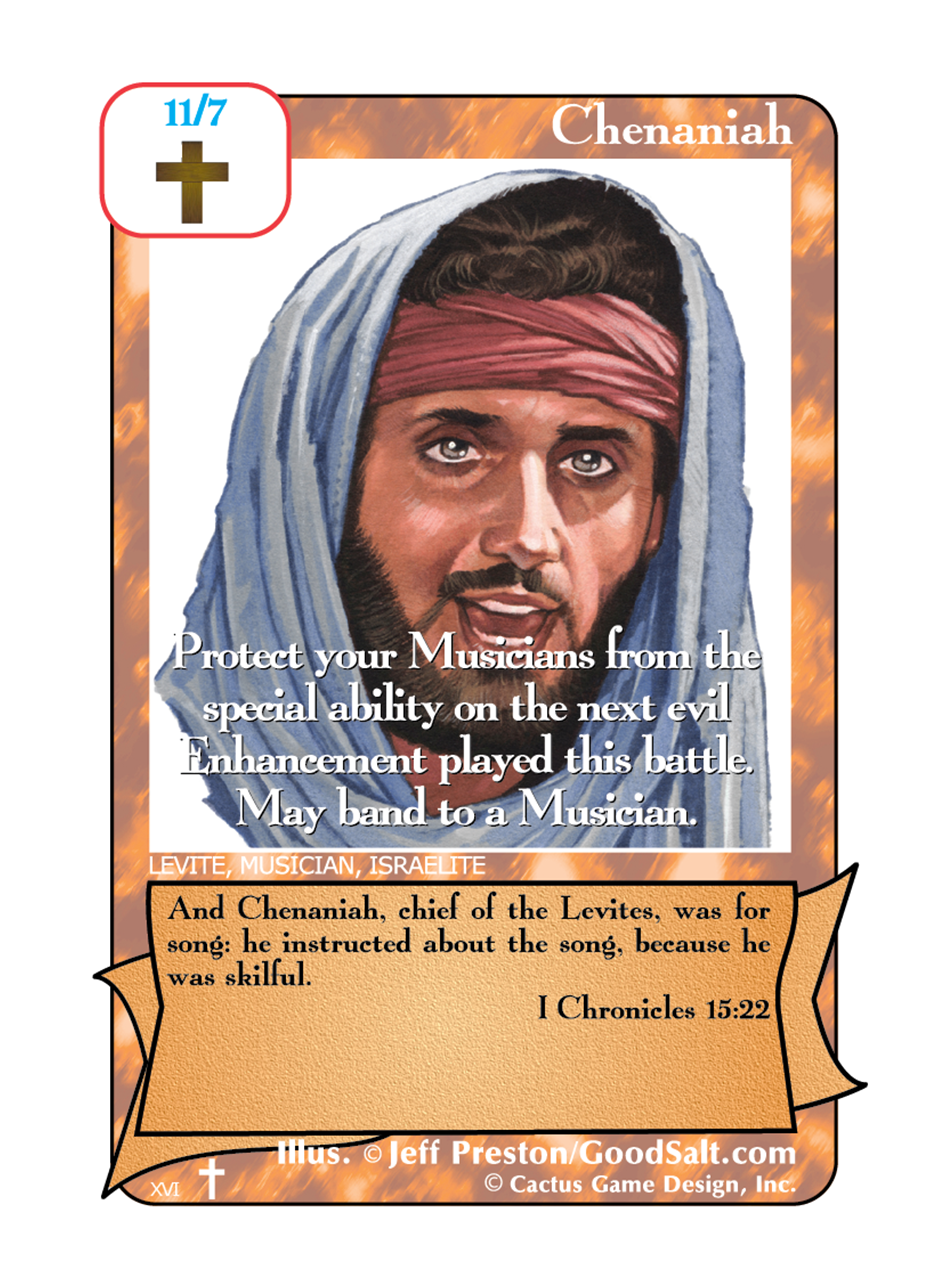 11/7
Chenaniah
Protect your Musicians from the
special ability on the next evil
Enhancement played this battle.
May band to a Musician.
LEVITE, MUSICIAN, ISRAELITE
And Chenaniah, chief of the Levites, was for
song: he instructed about the song, because he
was skilful.
I Chronicles 15:22
Illus. © Jeff Preston/GoodSalt.com
XVI
© Cactus Game Design, Inc.